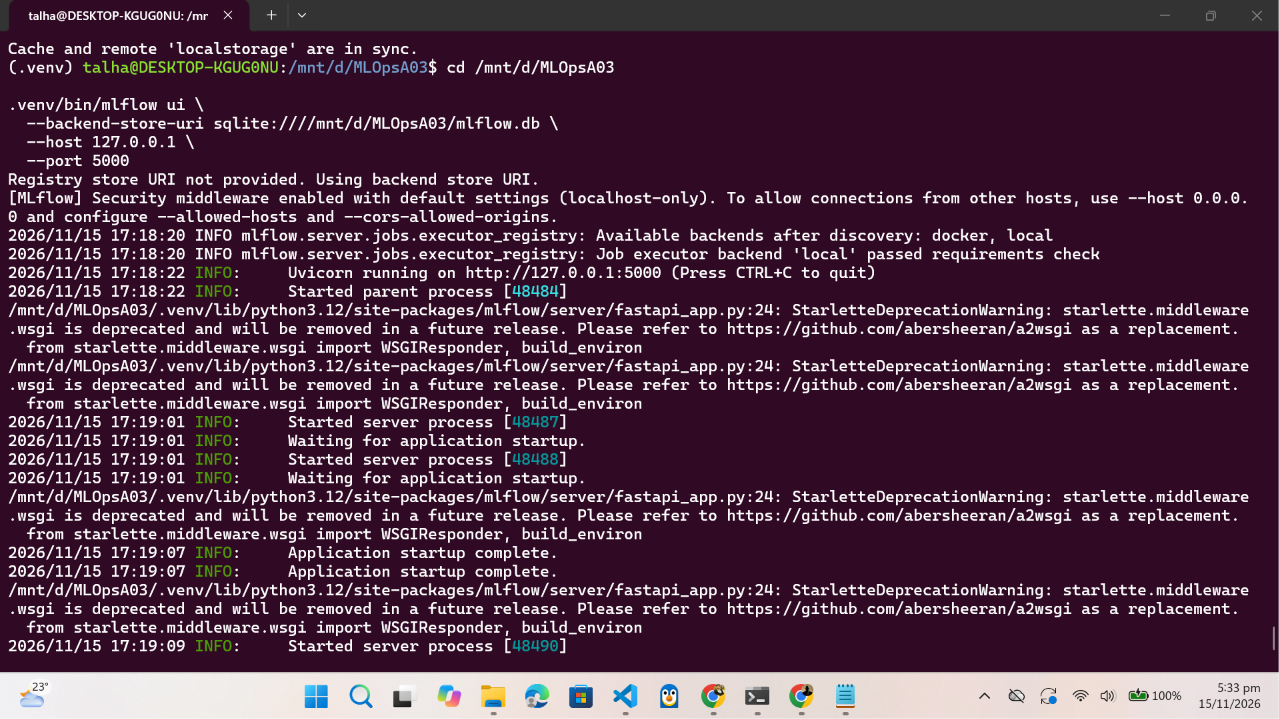 talha@DESKTOP-KGUG0NU: /mr
Cache and remote 'localstorage' are in sync.
(.venv) talha@DESKTOP-KGUG0NU:/mnt/d/MLOpsA03$ cd /mnt/d/MLOpsA03
.venv/bin/mlflow ui \
--backend-store-uri sqlite:////mnt/d/MLOpsA03/mlflow.db \
--host 127.0.0.1 \
--port 5000
Registry store URI not provided. Using backend store URI.
[MLflow] Security middleware enabled with default settings (localhost-only). To allow connections from other hosts, use --host 0.0.0.
0 and configure --allowed-hosts and --cors-allowed-origins.
2026/11/15 17:18:20 INFO mlflow.server.jobs.executor_registry: Available backends after discovery: docker, local
2026/11/15 17:18:20 INFO mlflow.server.jobs.executor_registry: Job executor backend 'local' passed requirements check
2026/11/15 17:18:22 INFO:     Uvicorn running on http://127.0.0.1:5000 (Press CTRL+C to quit)
2026/11/15 17:18:22 INFO:     Started parent process [48484]
/mnt/d/MLOpsA03/.venv/lib/python3.12/site-packages/mlflow/server/fastapi_app.py:24: StarletteDeprecationWarning: starlette.middleware
.wsgi is deprecated and will be removed in a future release. Please refer to https://github.com/abersheeran/a2wsgi as a replacement.
from starlette.middleware.wsgi import WSGIResponder, build_environ
/mnt/d/MLOpsA03/.venv/lib/python3.12/site-packages/mlflow/server/fastapi_app.py:24: StarletteDeprecationWarning: starlette.middleware
.wsgi is deprecated and will be removed in a future release. Please refer to https://github.com/abersheeran/a2wsgi as a replacement.
from starlette.middleware.wsgi import WSGIResponder, build_environ
2026/11/15 17:19:01 INFO:     Started server process [48487]
2026/11/15 17:19:01 INFO:     Waiting for application startup.
2026/11/15 17:19:01 INFO:     Started server process [48488]
2026/11/15 17:19:01 INFO:     Waiting for application startup.
/mnt/d/MLOpsA03/.venv/lib/python3.12/site-packages/mlflow/server/fastapi_app.py:24: StarletteDeprecationWarning: starlette.middleware
.wsgi is deprecated and will be removed in a future release. Please refer to https://github.com/abersheeran/a2wsgi as a replacement.
from starlette.middleware.wsgi import WSGIResponder, build_environ
2026/11/15 17:19:07 INFO:     Application startup complete.
2026/11/15 17:19:07 INFO:     Application startup complete.
/mnt/d/MLOpsA03/.venv/lib/python3.12/site-packages/mlflow/server/fastapi_app.py:24: StarletteDeprecationWarning: starlette.middleware
.wsgi is deprecated and will be removed in a future release. Please refer to https://github.com/abersheeran/a2wsgi as a replacement.
from starlette.middleware.wsgi import WSGIResponder, build_environ
2026/11/15 17:19:09 INFO:     Started server process [48490]
23°
100%
5:33 pm
15/11/2026